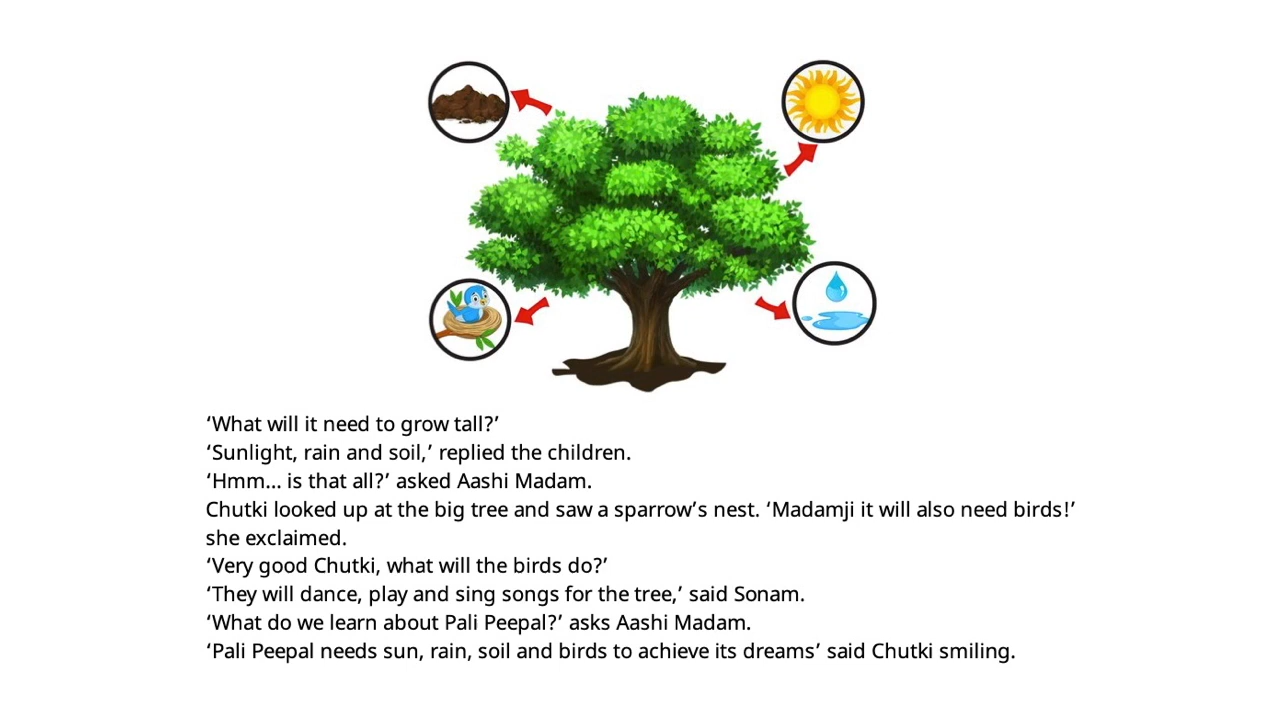 ‘What will it need to grow tall?’
‘Sunlight, rain and soil,’ replied the children.
‘Hmm... is that all?’ asked Aashi Madam.
Chutki looked up at the big tree and saw a sparrow’s nest. ‘Madamji it will also need birds!’
she exclaimed.
‘Very good Chutki, what will the birds do?’
‘They will dance, play and sing songs for the tree,’ said Sonam.
‘What do we learn about Pali Peepal?’ asks Aashi Madam.
‘Pali Peepal needs sun, rain, soil and birds to achieve its dreams’ said Chutki smiling.